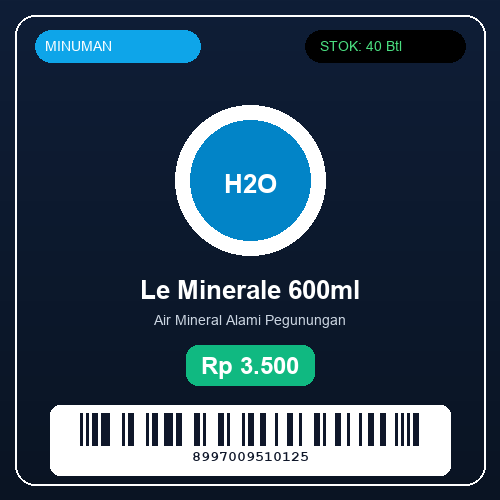 MINUMAN
STOK: 40 Btl
H2O
Le Minerale 600ml
Air Mineral Alami Pegunungan
Rp 3.500
8997009510125